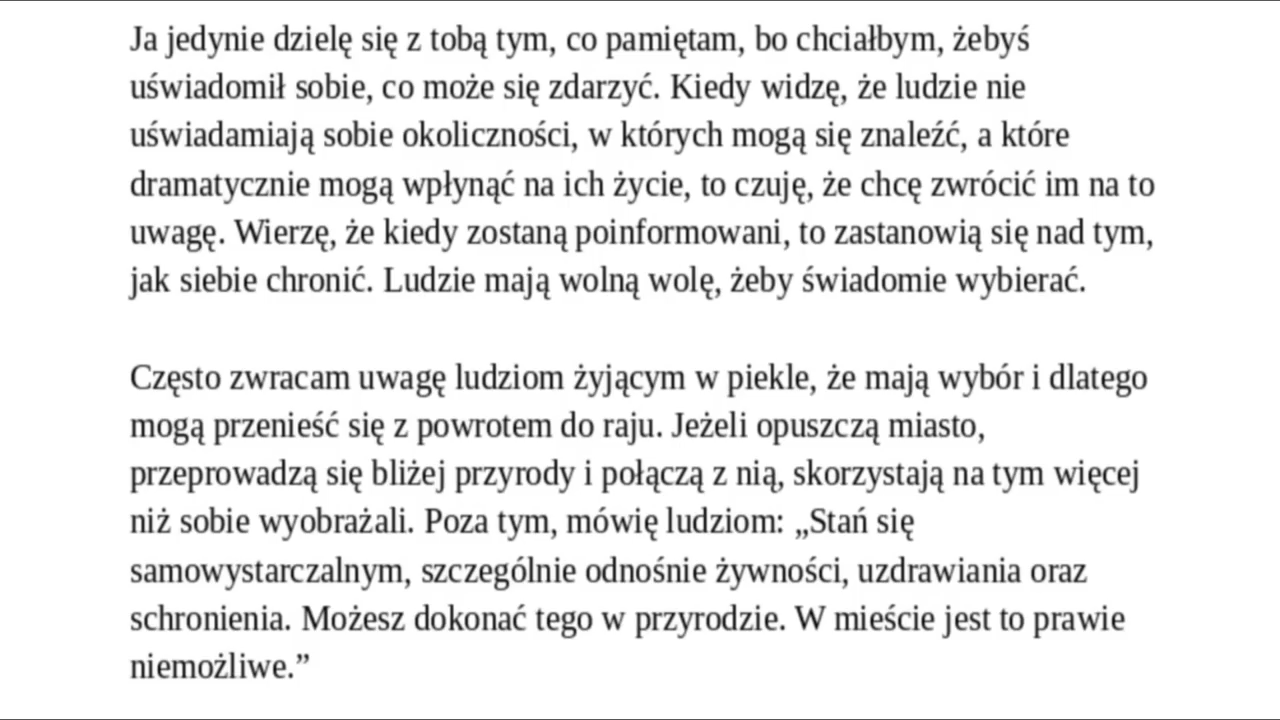 Ja jedynie dzielę się z tobą tym, co pamiętam, bo chciałbym, żebyś
uświadomił sobie, co może się zdarzyć. Kiedy widzę, że ludzie nie
uświadamiają sobie okoliczności, w których mogą się znaleźć, a które
dramatycznie mogą wpłynąć na ich życie, to czuję, że chcę zwrócić im na to
uwagę. Wierzę, że kiedy zostaną poinformowani, to zastanowią się nad tym,
jak siebie chronić. Ludzie mają wolną wolę, żeby świadomie wybierać.
Często zwracam uwagę ludziom żyjącym w piekle, że mają wybór i dlatego
mogą przenieść się z powrotem do raju. Jeżeli opuszczą miasto,
przeprowadzą się bliżej przyrody i połączą z nią, skorzystają na tym więcej
niż sobie wyobrażali. Poza tym, mówię ludziom: „Stań się
samowystarczalnym, szczególnie odnośnie żywności, uzdrawiania oraz
schronienia. Możesz dokonać tego w przyrodzie. W mieście jest to prawie
niemożliwe.”